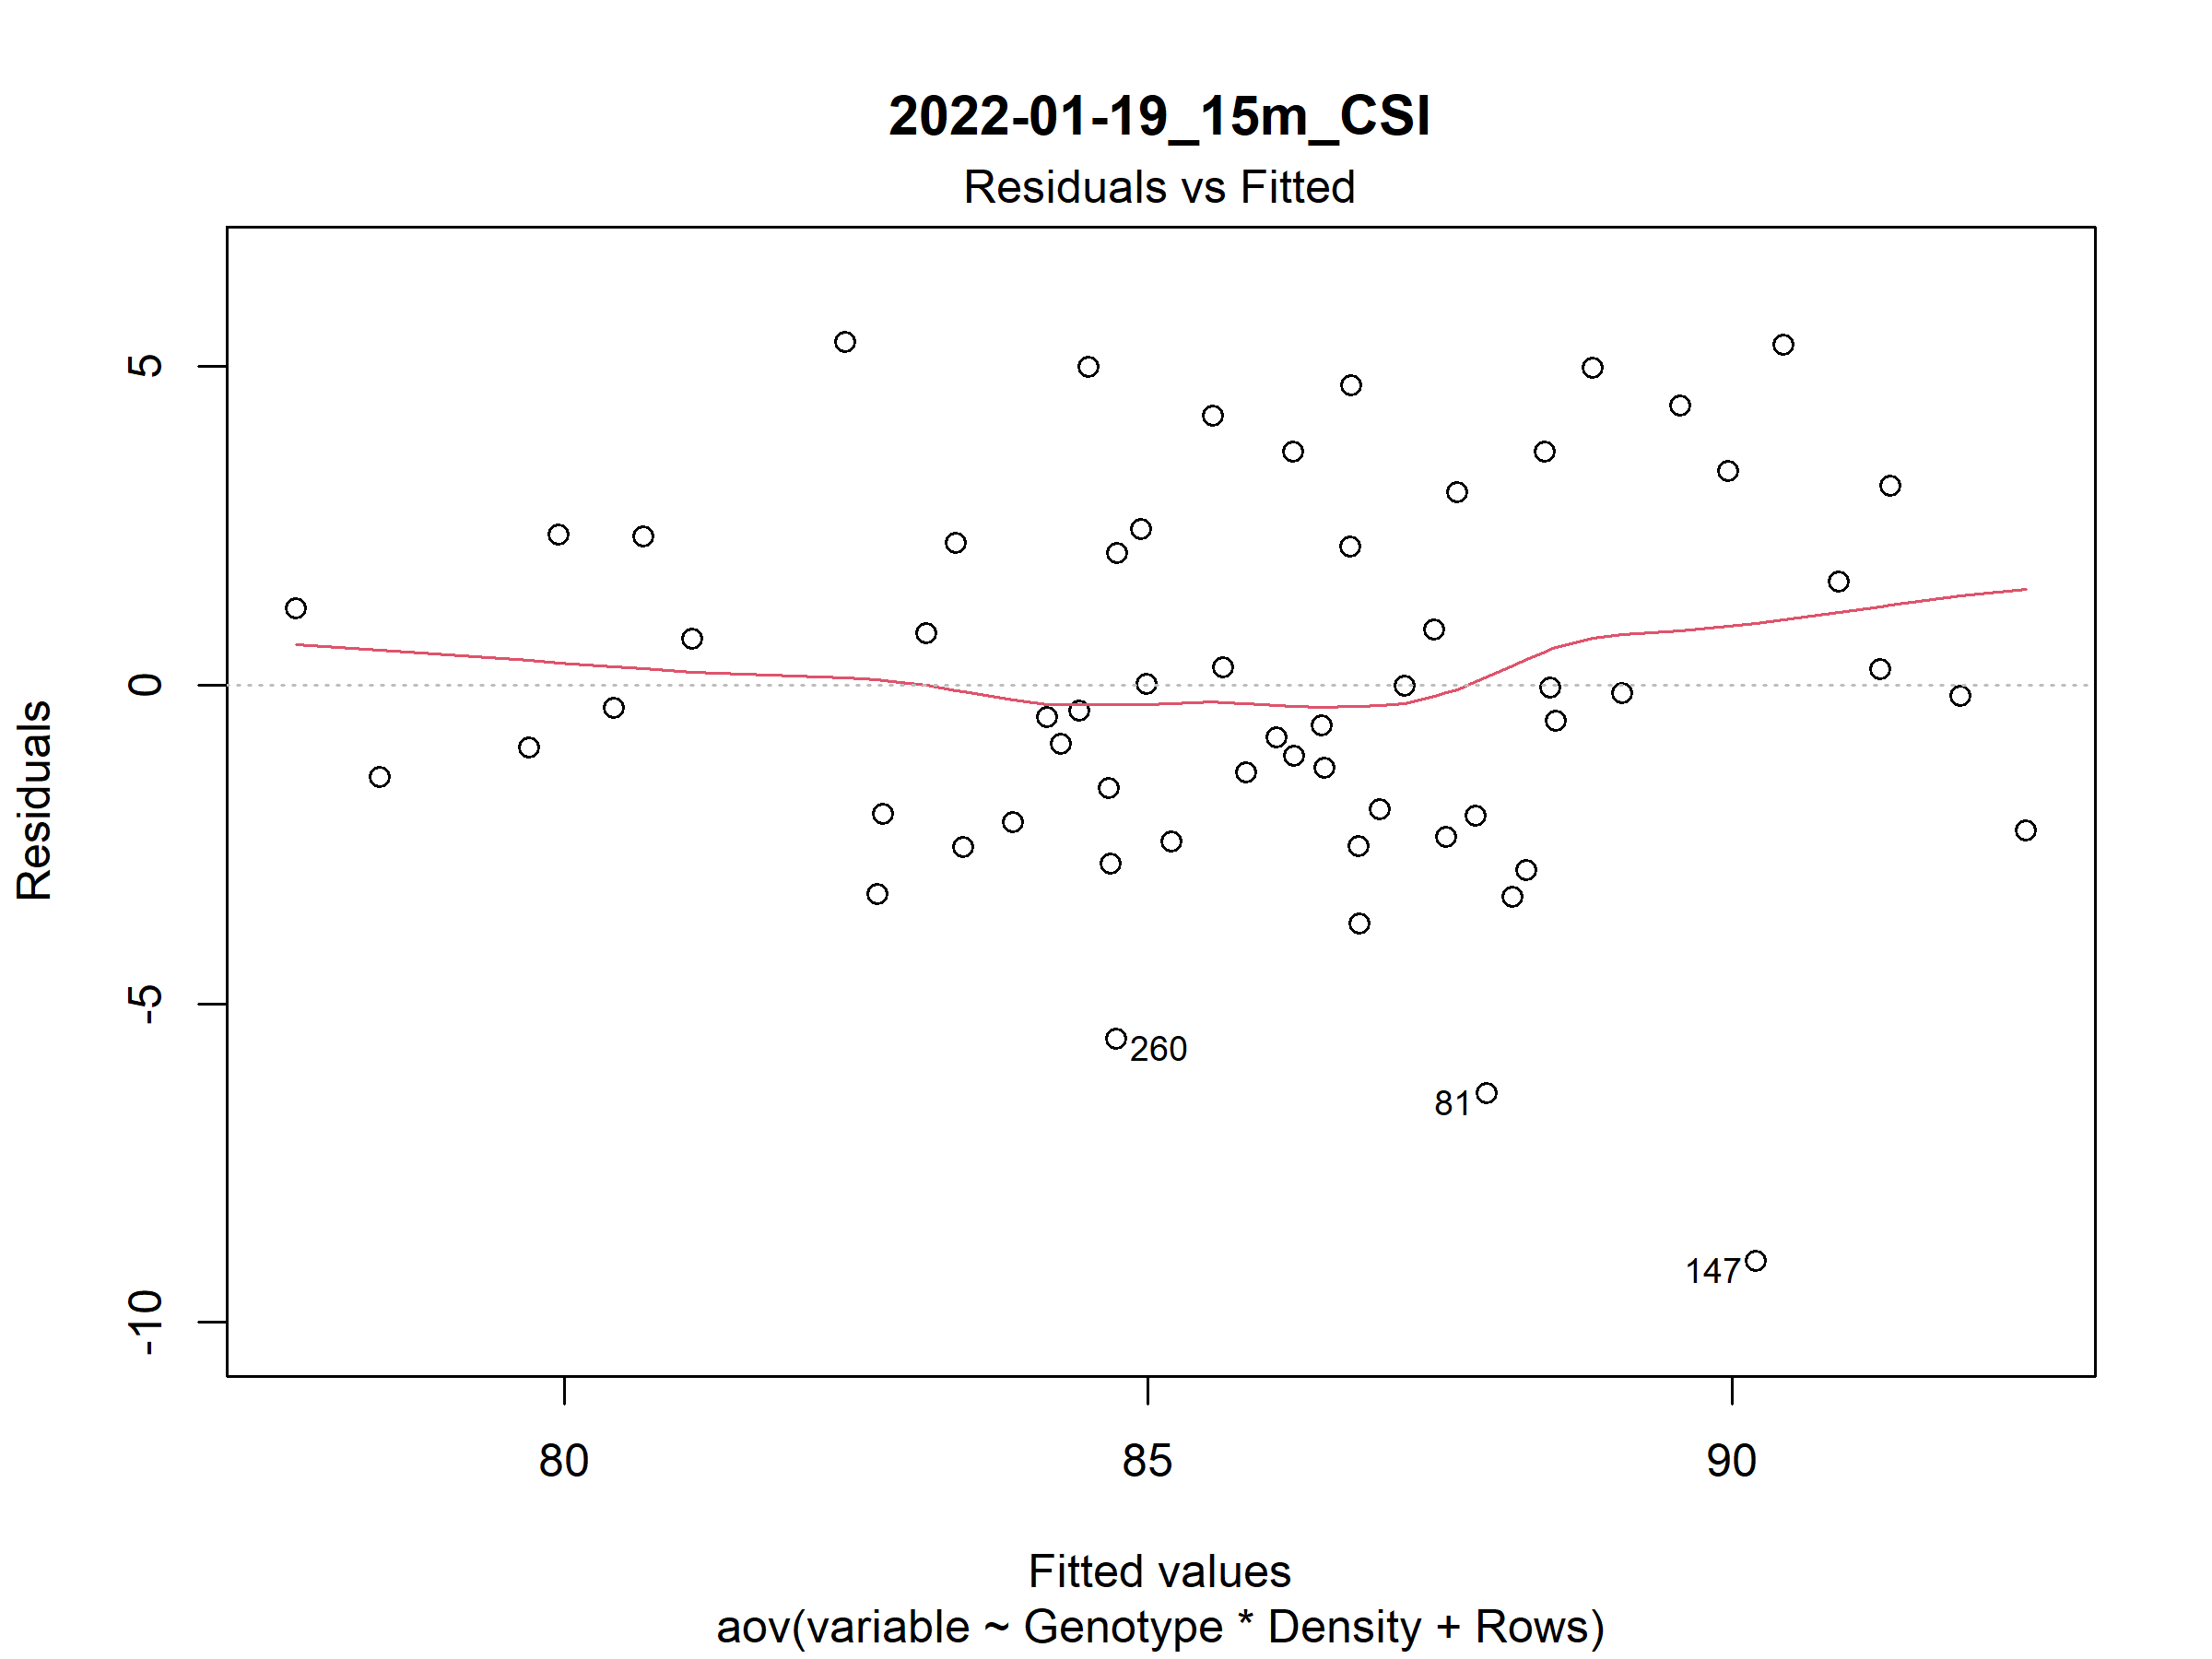 2022-01-19_15m_CSI
Residuals vs Fitted
5
0
-5
-10
Residuals
260
81
147
80 85 90
Fitted values
aov(variable ~ Genotype * Density + Rows)